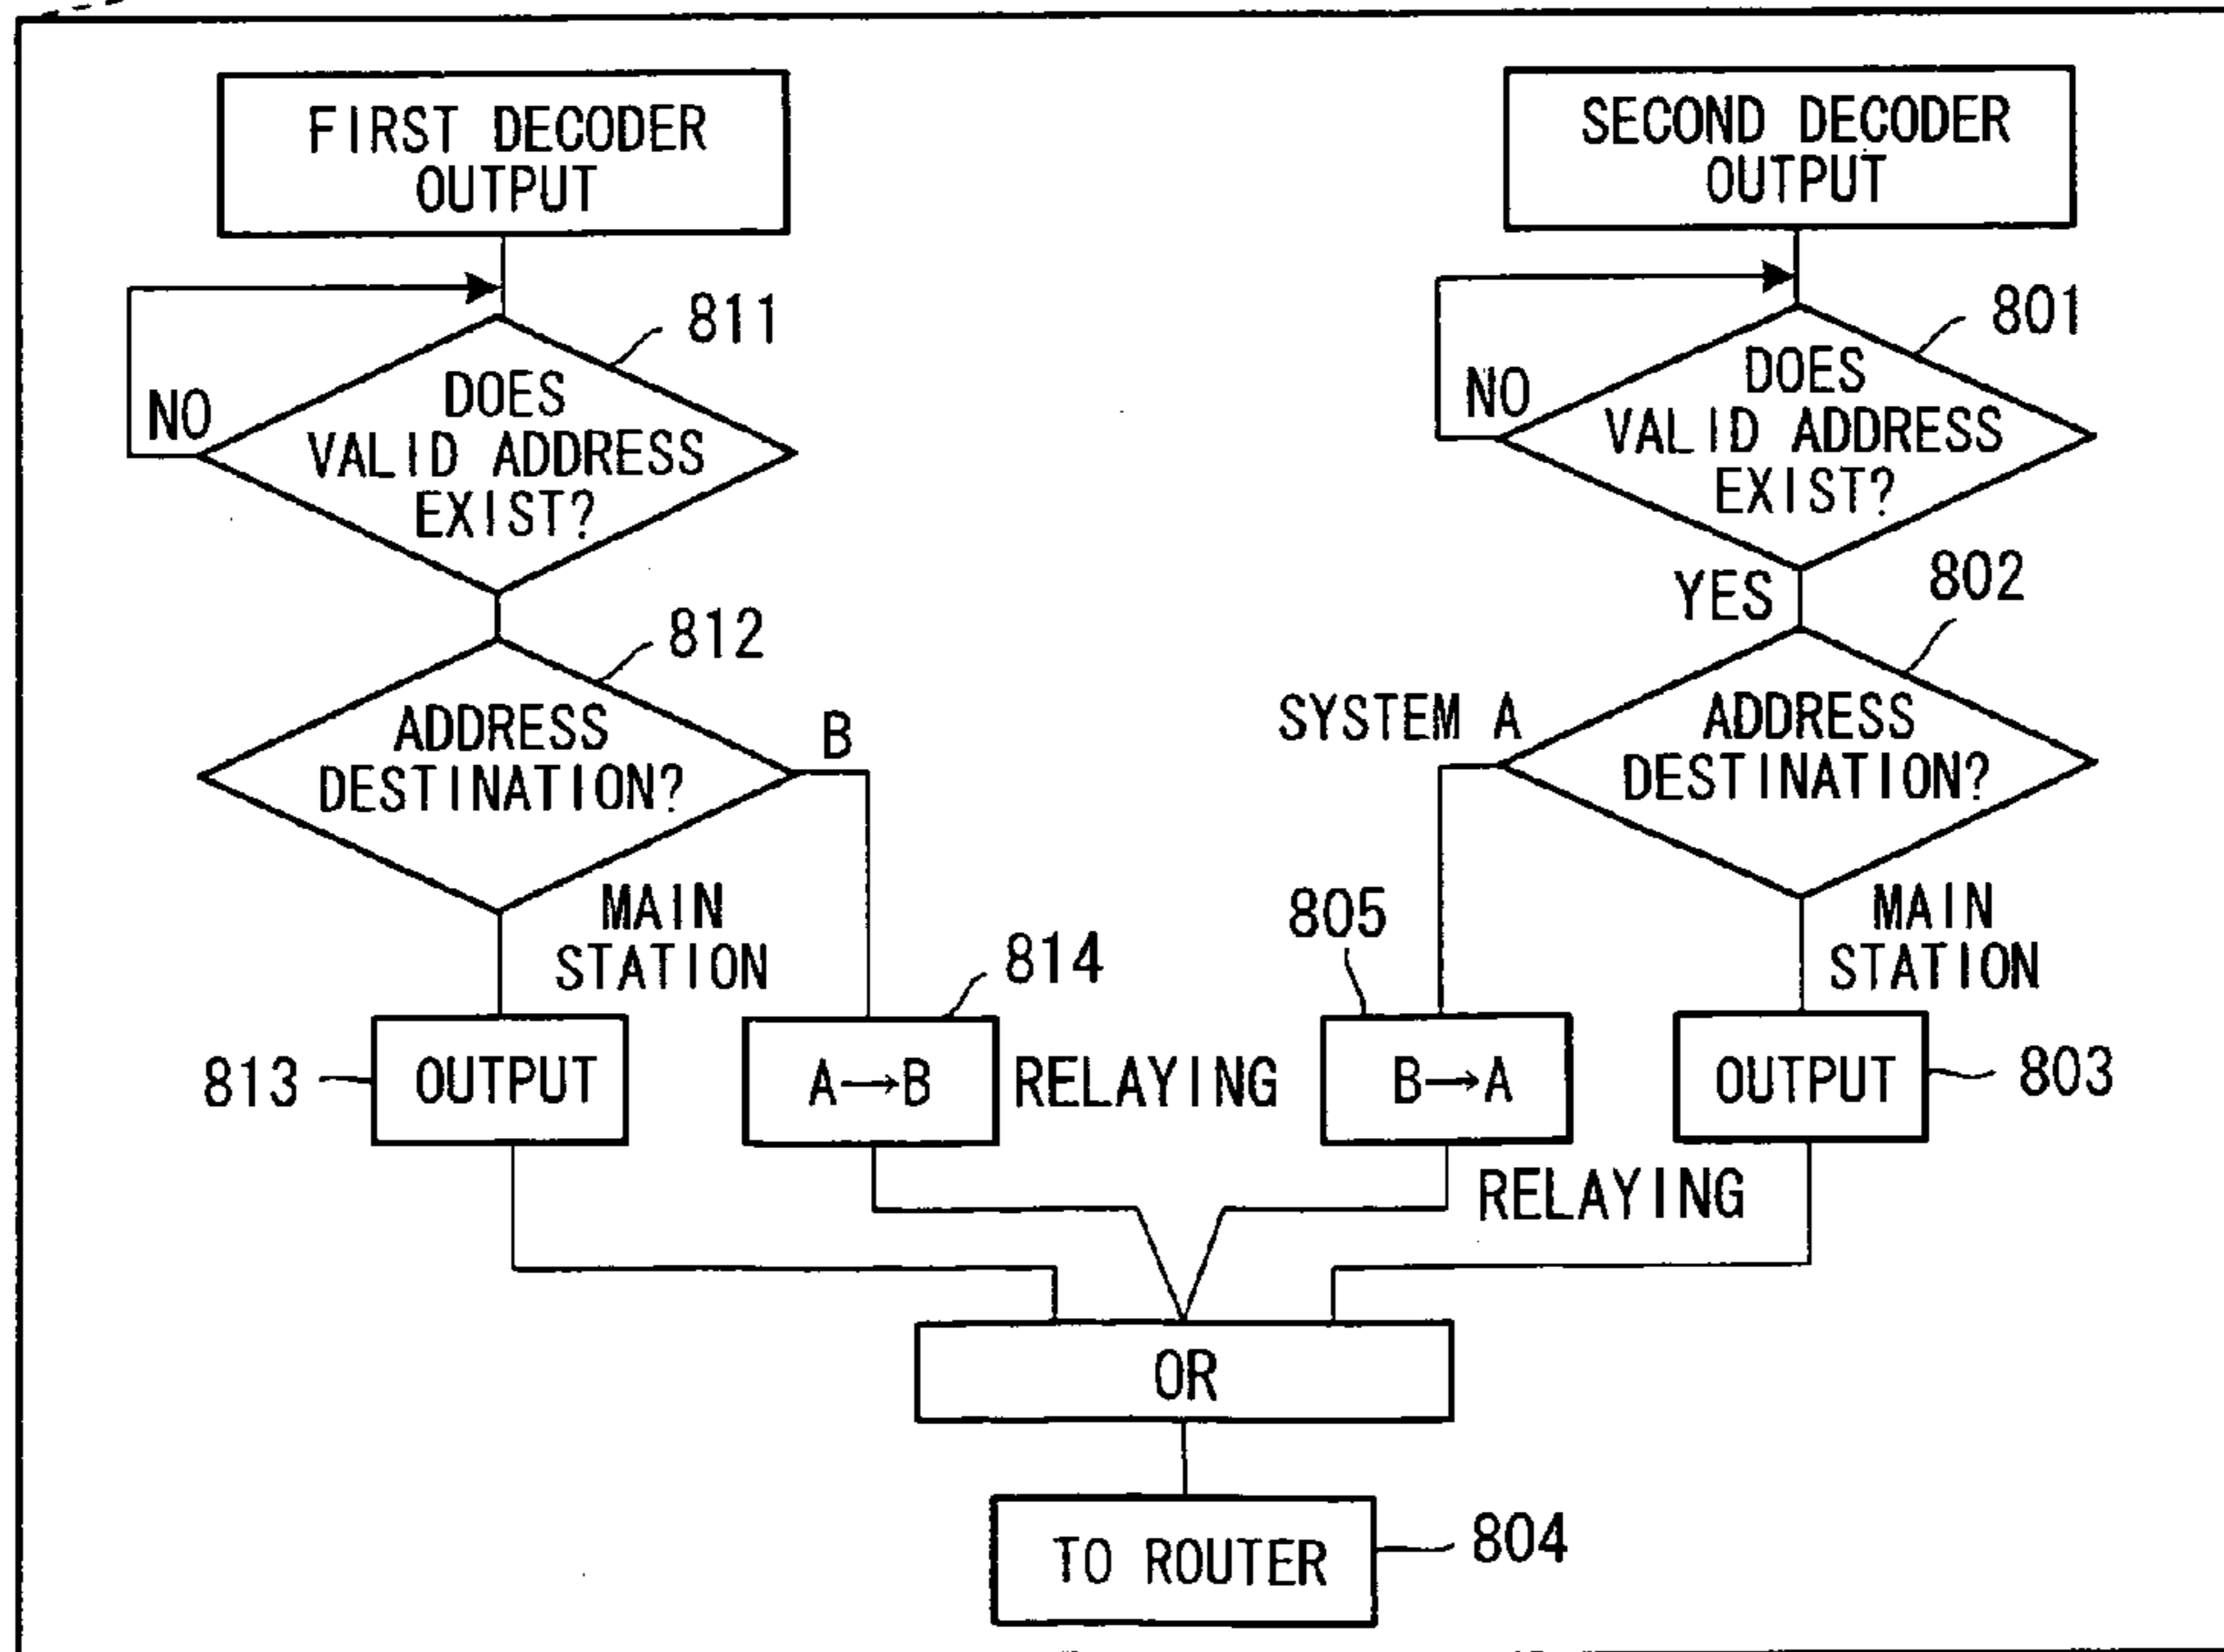 FIRST DECODER
OUTPUT
811
NO
DOES
VALID ADDRESS
EXIST?
812
ADDRESS
DESTINATION?
B
MAIN
STATION
813
OUTPUT
814
A→B
RELAYING
SECOND DECODER
OUTPUT
801
NO
DOES
VALID ADDRESS
EXIST?
YES
802
SYSTEM A
ADDRESS
DESTINATION?
805
MAIN
STATION
B→A
OUTPUT
803
RELAYING
OR
TO ROUTER
804